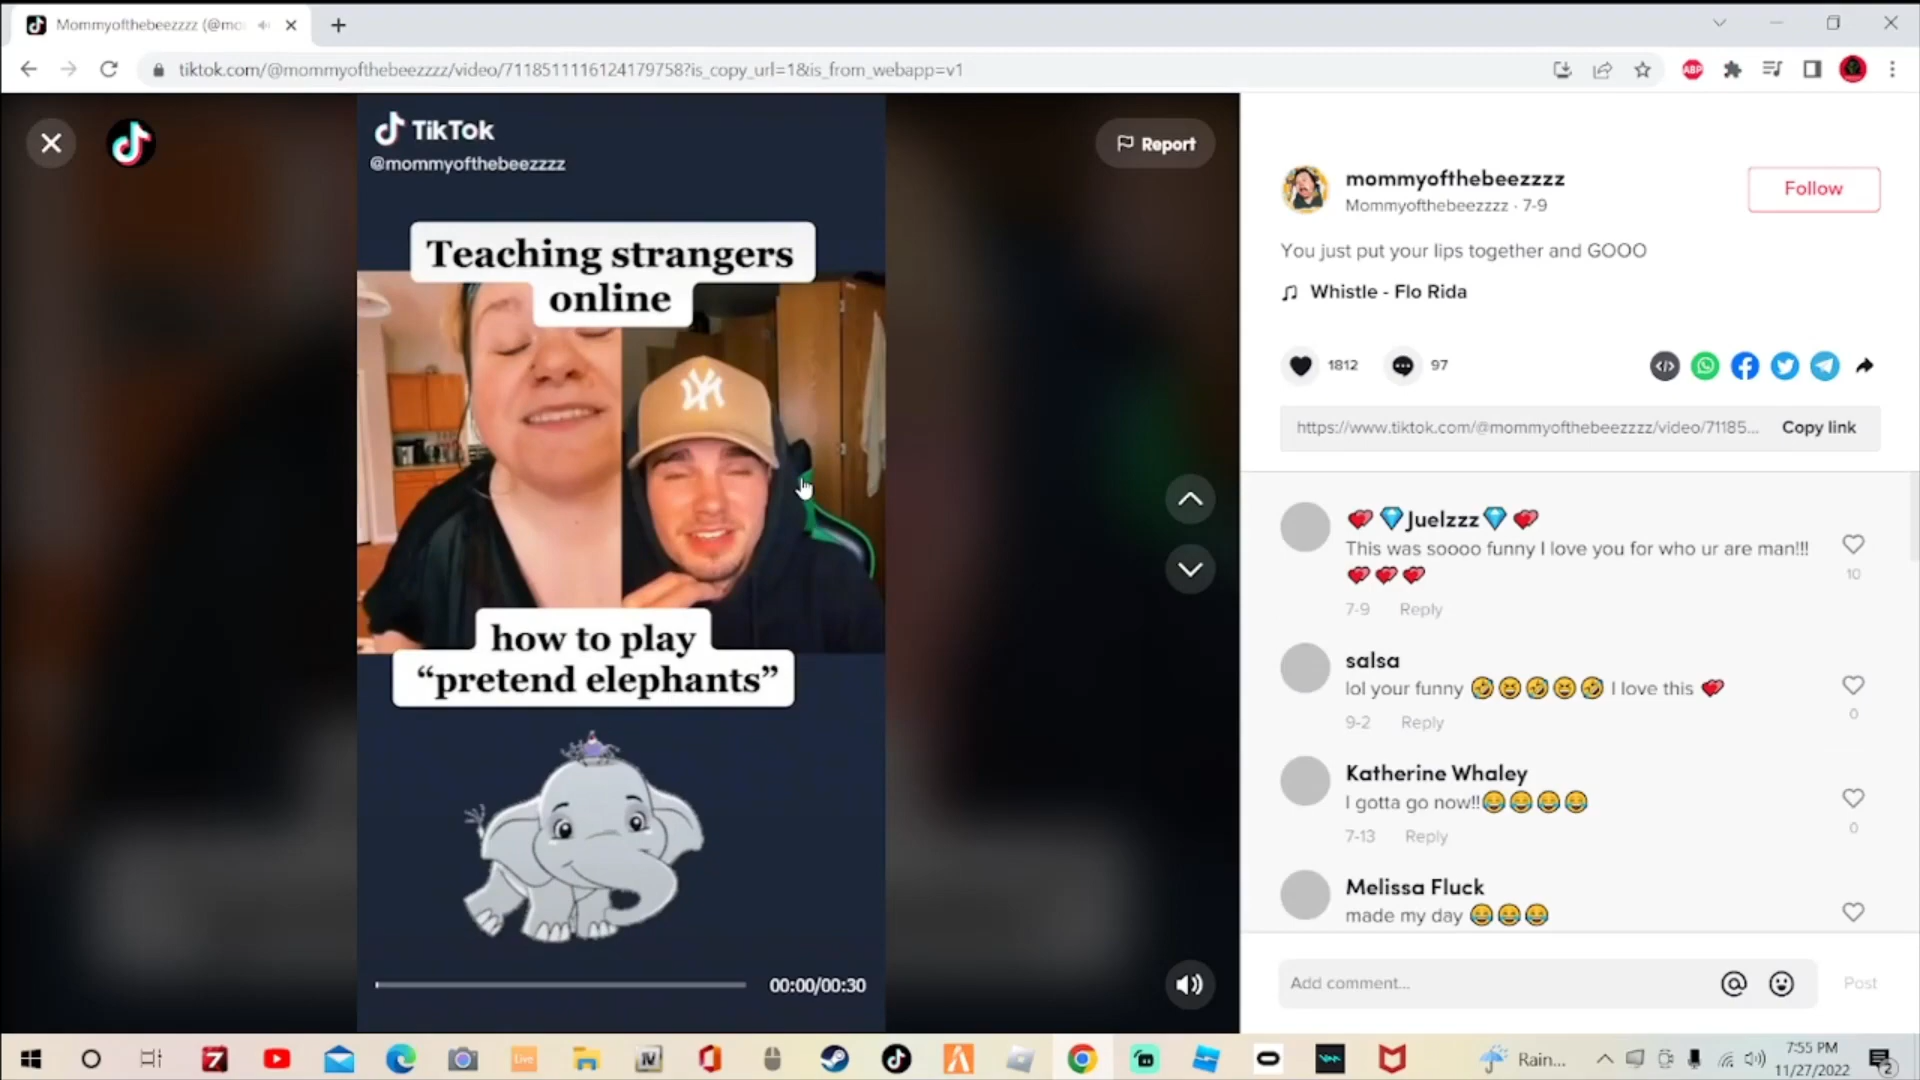 Mommyofthebeezzzz (@mo
tiktok.com/@mommyofthebeezzzz/video/7118511116124179758?is_copy_url=1&is_from_webapp=v1
ABP
TikTok
@mommyofthebeezzzz
Report
Teaching strangers
online
how to play
“pretend elephants”
00:00/00:30
mommyofthebeezzzz
Mommyofthebeezzzz · 7-9
Follow
You just put your lips together and GOOO
Whistle - Flo Rida
1812
97
https://www.tiktok.com/@mommyofthebeezzzz/video/71185...
Copy link
❤️💎Juelzzz💎❤️
This was soooo funny I love you for who ur are man!!!
10
7-9 Reply
salsa
lol your funny 🤣😆🤣😆🤣 I love this
0
9-2 Reply
Katherine Whaley
I gotta go now!!😂😂😂😂
0
7-13 Reply
Melissa Fluck
made my day 😂😂😂
Add comment...
Post
Live
IV
Rain...
7:55 PM
11/27/2022
2